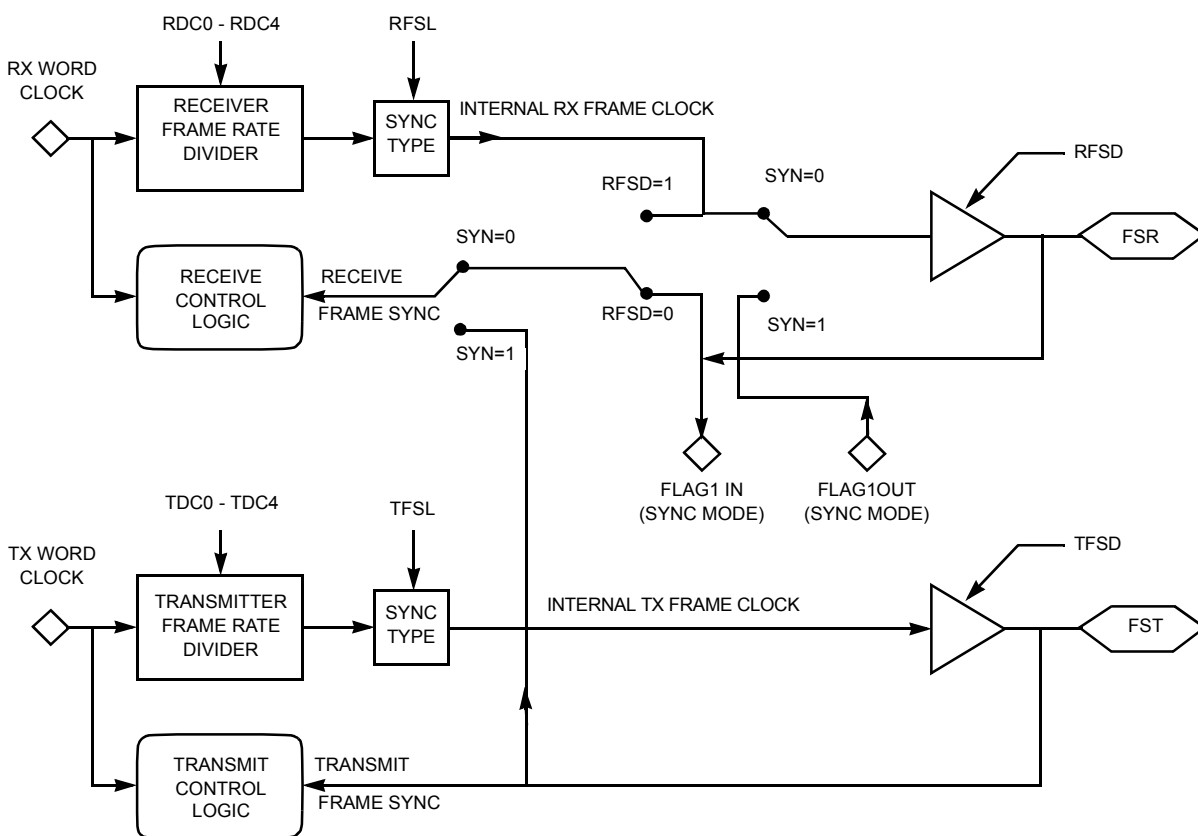 RDC0 - RDC4
RFSL
RX WORD
CLOCK
RECEIVER
FRAME RATE
DIVIDER
SYNC
TYPE
INTERNAL RX FRAME CLOCK
RFSD
RFSD=1
SYN=0
FSR
SYN=0
RECEIVE
CONTROL
LOGIC
RECEIVE
FRAME SYNC
RFSD=0
SYN=1
SYN=1
FLAG1 IN
(SYNC MODE)
FLAG1OUT
(SYNC MODE)
TDC0 - TDC4
TFSL
TX WORD
CLOCK
TRANSMITTER
FRAME RATE
DIVIDER
SYNC
TYPE
INTERNAL TX FRAME CLOCK
TFSD
FST
TRANSMIT
CONTROL
LOGIC
TRANSMIT
FRAME SYNC